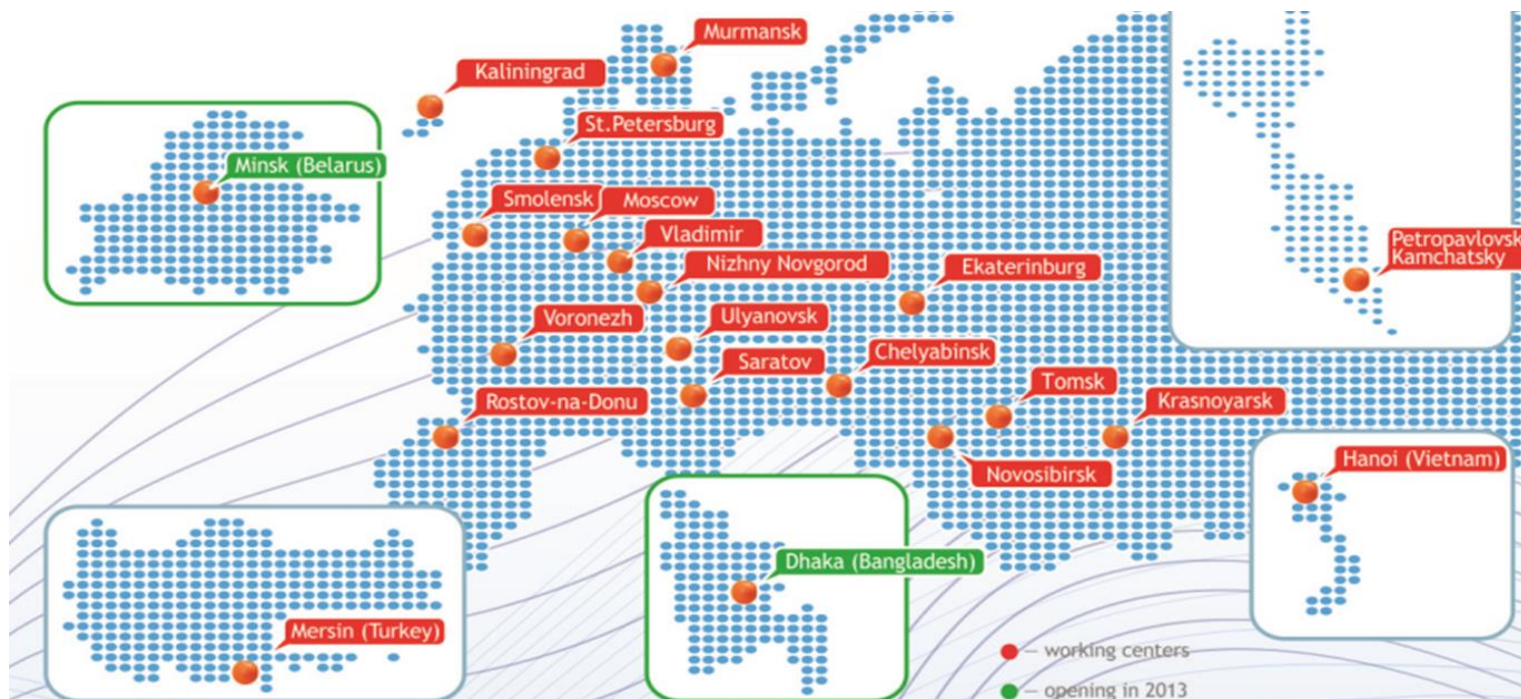 Murmansk
Kaliningrad
St.Petersburg
Minsk (Belarus)
Smolensk
Moscow
Vladimir
Nizhny Novgorod
Ekaterinburg
Petropavlovsk
Kamchatsky
Voronezh
Ulyanovsk
Saratov
Chelyabinsk
Tomsk
Rostov-na-Donu
Krasnoyarsk
Novosibirsk
Hanoi (Vietnam)
Dhaka (Bangladesh)
Mersin (Turkey)
— working centers
— opening in 2013